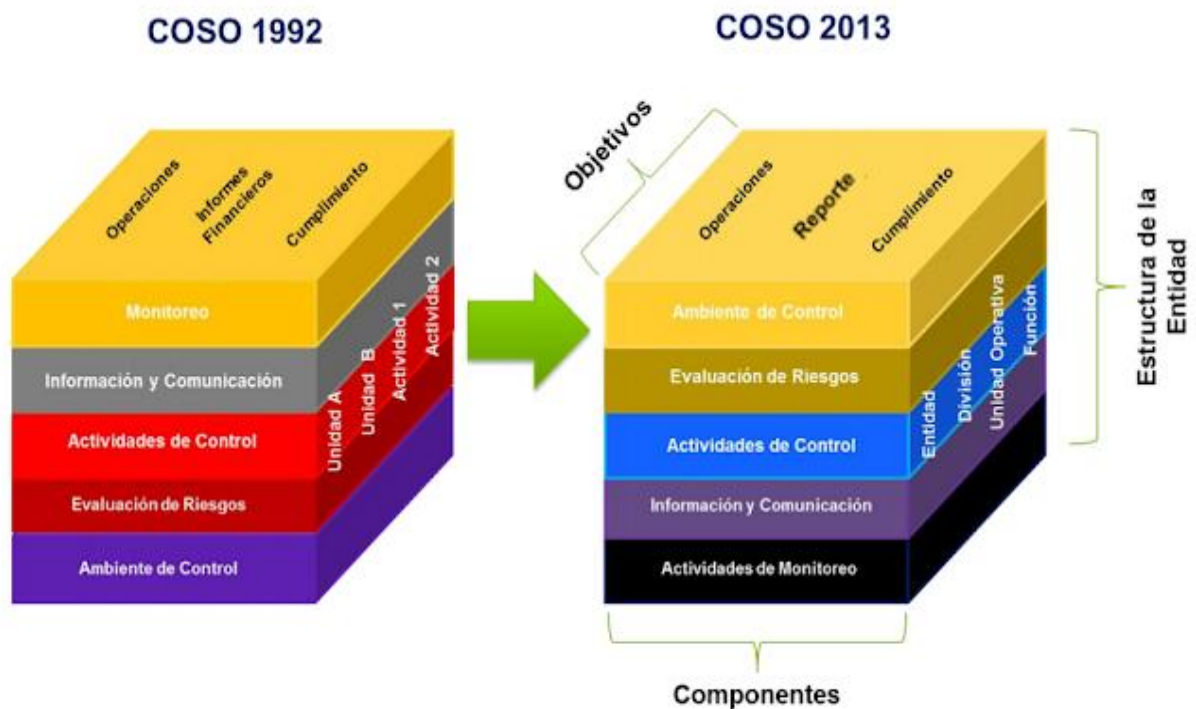 COSO 1992
Operaciones
Informes
Financieros
Cumplimiento
Monitoreo
Información y Comunicación
Actividades de Control
Evaluación de Riesgos
Ambiente de Control
Unidad A
Unidad B
Actividad 1
Actividad 2
COSO 2013
Objetivos
Operaciones
Reporte
Cumplimiento
Ambiente de Control
Evaluación de Riesgos
Actividades de Control
Información y Comunicación
Actividades de Monitoreo
Entidad
División
Unidad Operativa
Función
Estructura de la
Entidad
Componentes